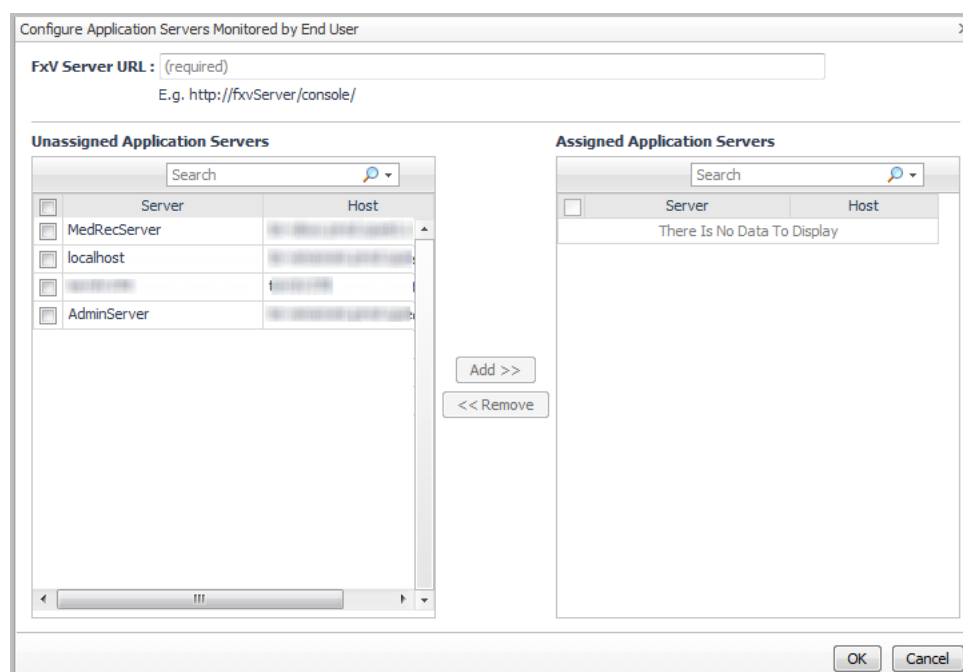 Configure Application Servers Monitored by End User
FxV Server URL : (required)
E.g. http://fxvServer/console/
Unassigned Application Servers
Assigned Application Servers
Search
Search
Server Host
Server Host
MedRecServer
There Is No Data To Display
localhost
AdminServer
Add >>
<< Remove
OK Cancel